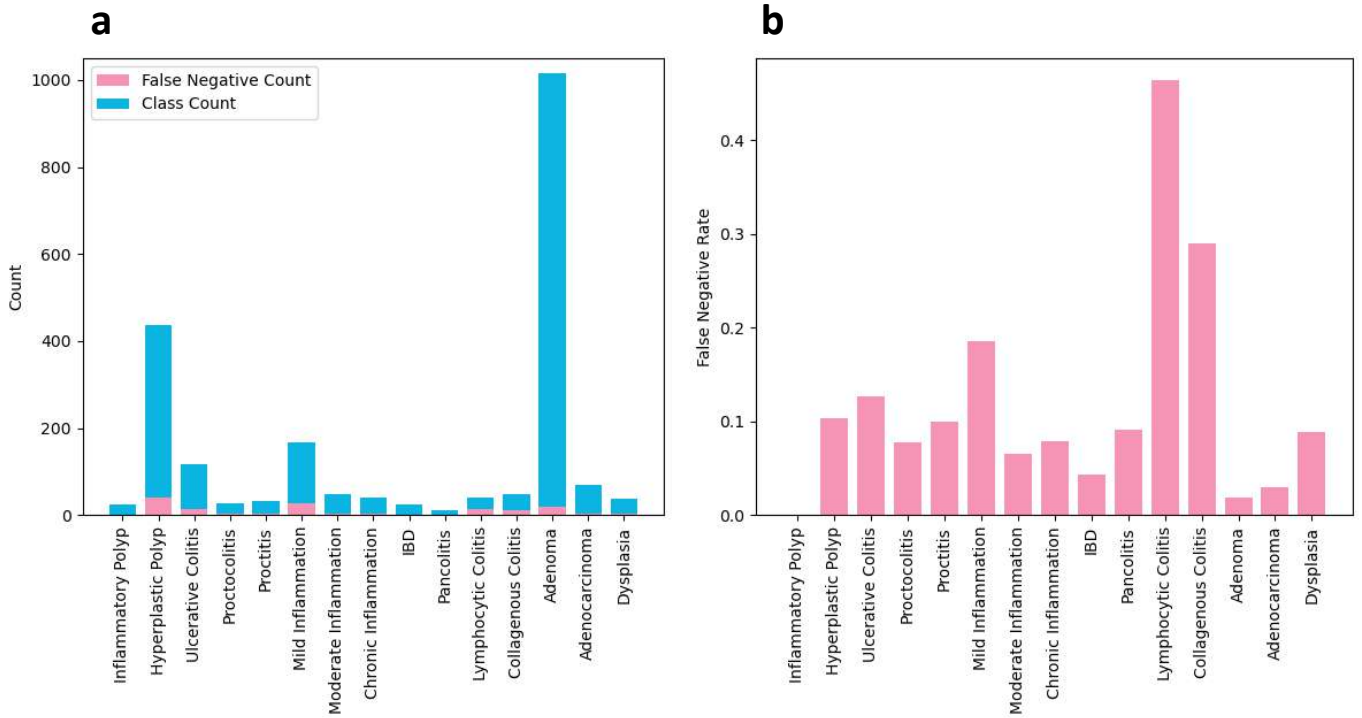 a
False Negative Count
Class Count
Count
1000
800
600
400
200
0
Inflammatory Polyp
Hyperplastic Polyp
Ulcerative Colitis
Proctocolitis
Proctitis
Mild Inflammation
Moderate Inflammation
Chronic Inflammation
IBD
Pancolitis
Lymphocytic Colitis
Collagenous Colitis
Adenoma
Adenocarcinoma
Dysplasia
b
False Negative Rate
0.4
0.3
0.2
0.1
0.0
Inflammatory Polyp
Hyperplastic Polyp
Ulcerative Colitis
Proctocolitis
Proctitis
Mild Inflammation
Moderate Inflammation
Chronic Inflammation
IBD
Pancolitis
Lymphocytic Colitis
Collagenous Colitis
Adenoma
Adenocarcinoma
Dysplasia